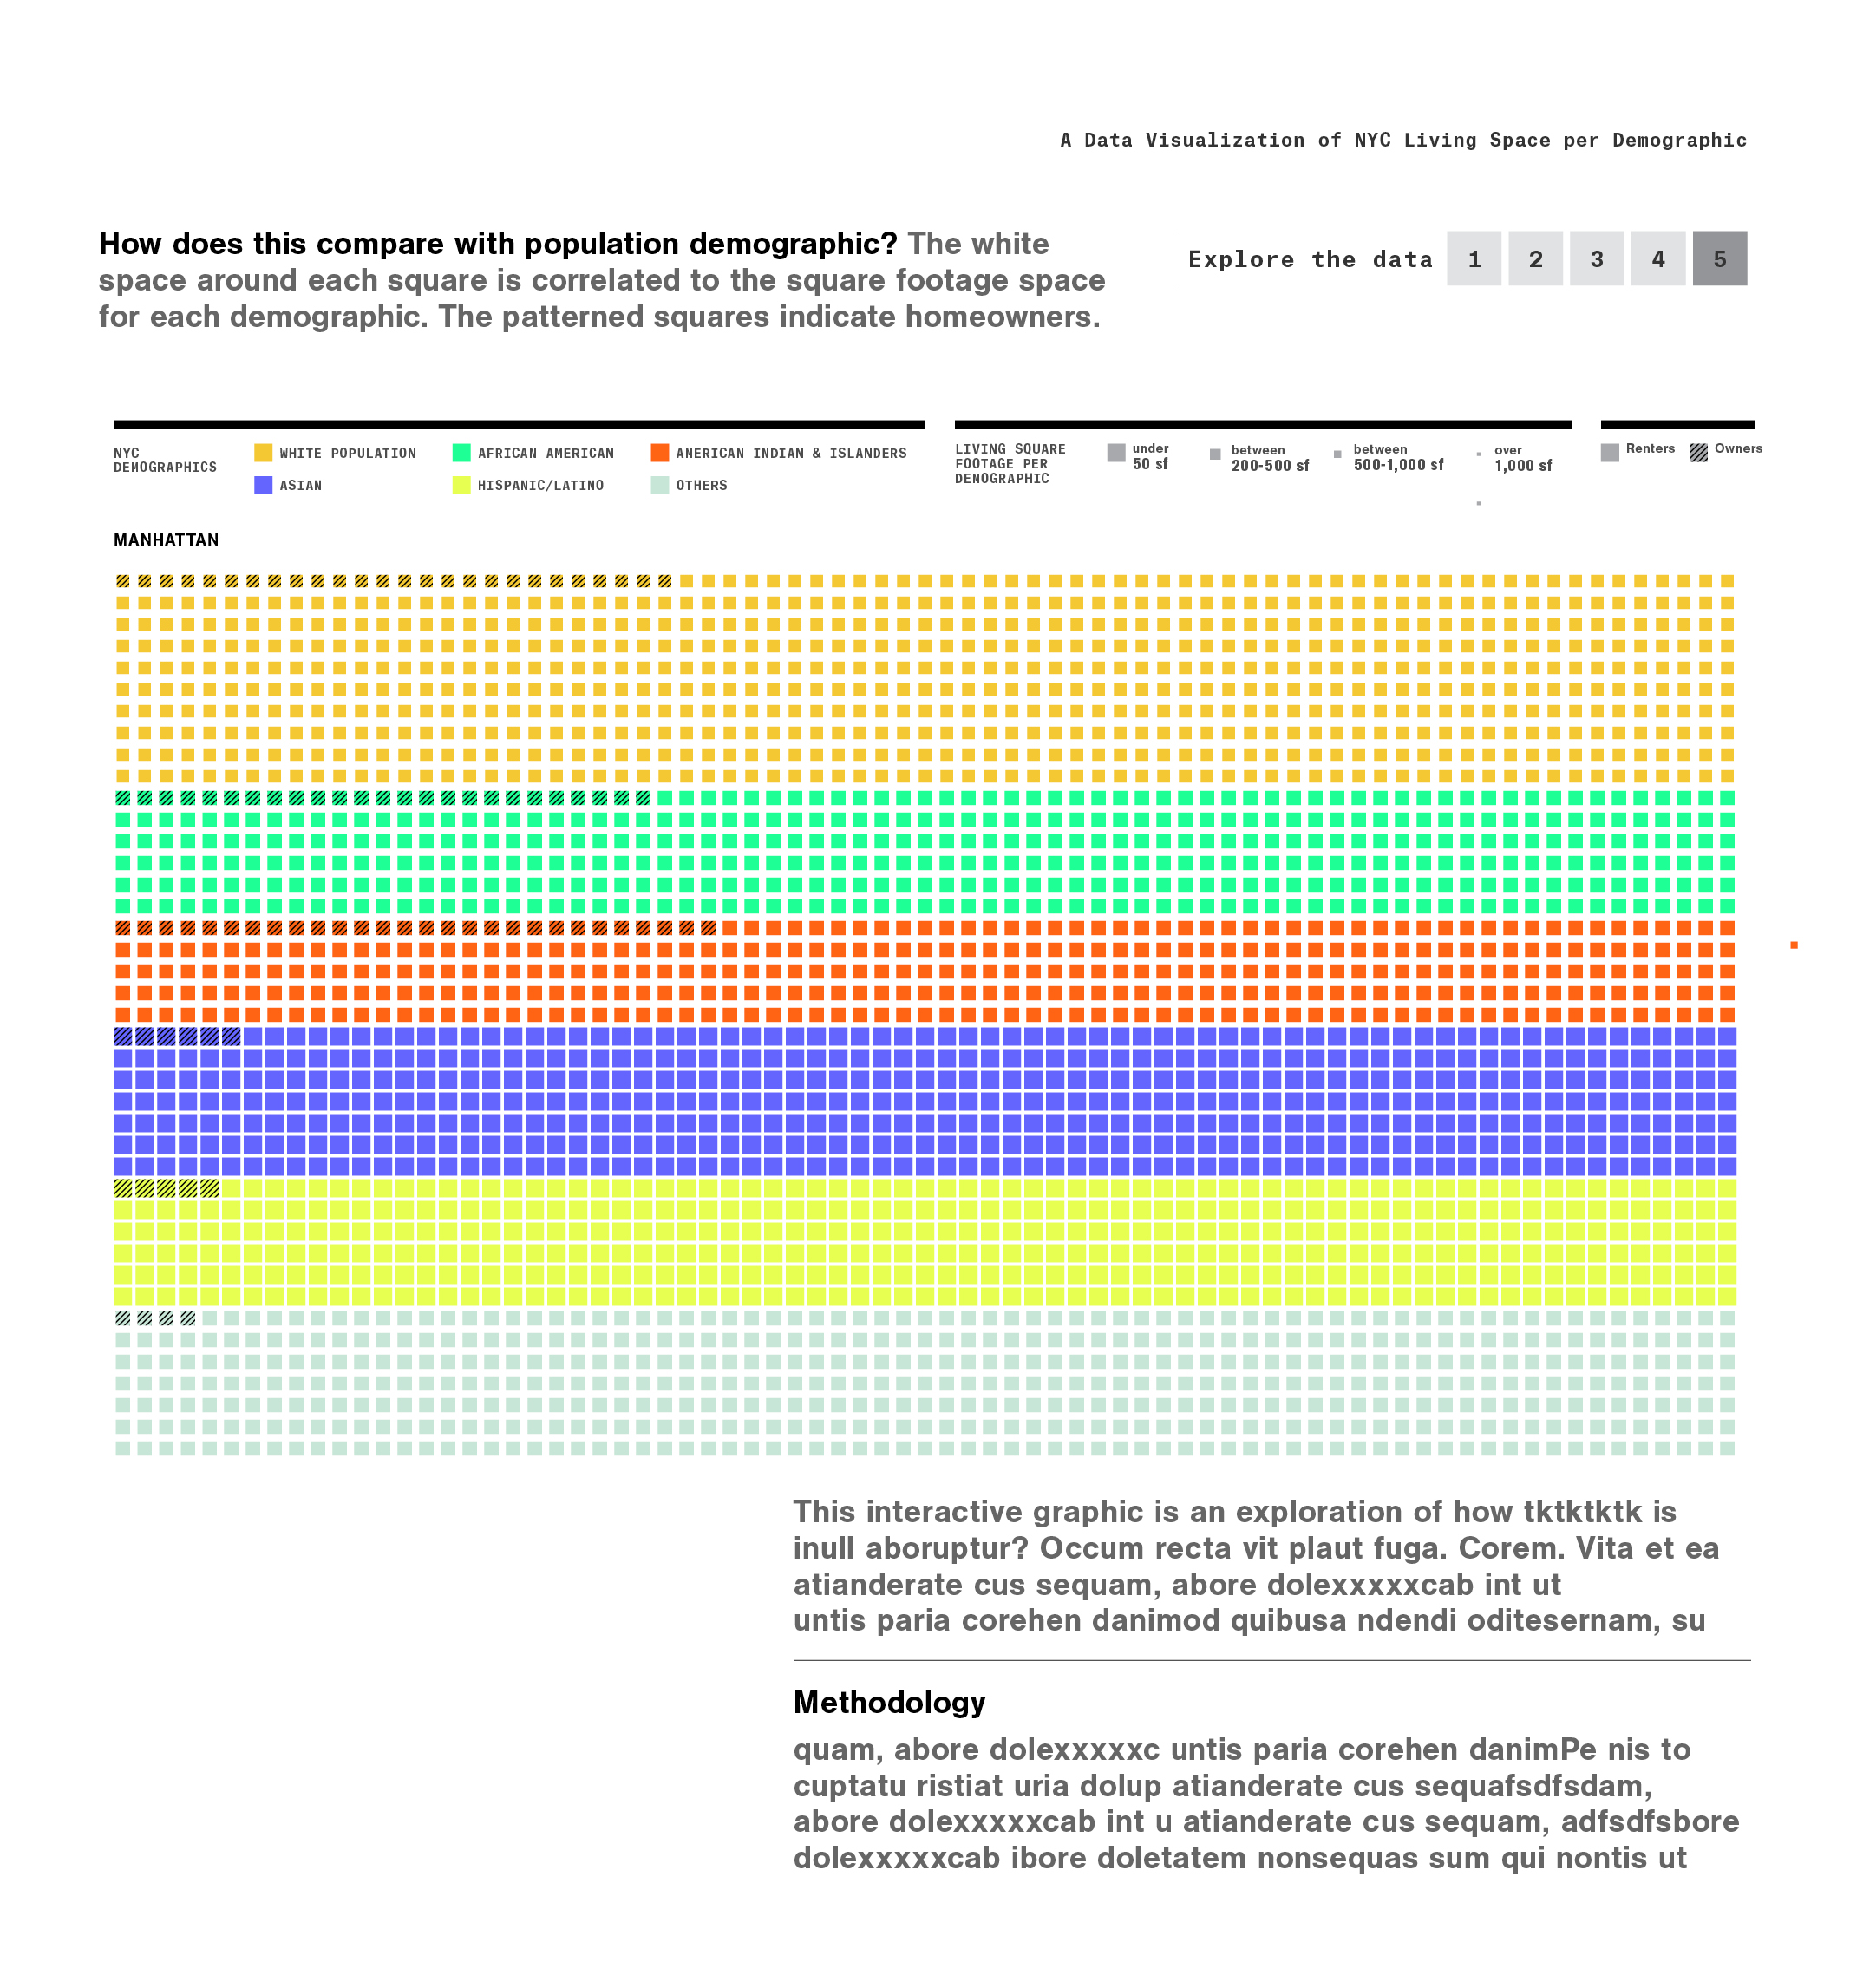 A Data Visualization of NYC Living Space per Demographic
How does this compare with population demographic? The white
space around each square is correlated to the square footage space
for each demographic. The patterned squares indicate homeowners.
Explore the data 1 2 3 4 5
NYC
DEMOGRAPHICS
WHITE POPULATION
AFRICAN AMERICAN
AMERICAN INDIAN & ISLANDERS
ASIAN
HISPANIC/LATINO
OTHERS
LIVING SQUARE
FOOTAGE PER
DEMOGRAPHIC
under
50 sf
between
200-500 sf
between
500-1,000 sf
over
1,000 sf
Renters
Owners
MANHATTAN
This interactive graphic is an exploration of how tktktktk is
inull aboruptur? Occum recta vit plaut fuga. Corem. Vita et ea
atianderate cus sequam, abore dolexxxxxcab int ut
untis paria corehen danimod quibusa ndendi oditesernam, su
Methodology
quam, abore dolexxxxxc untis paria corehen danimPe nis to
cuptatu ristiat uria dolup atianderate cus sequafsdfsdam,
abore dolexxxxxcab int u atianderate cus sequam, adfsdfsbore
dolexxxxxcab ibore doletatem nonsequas sum qui nontis ut